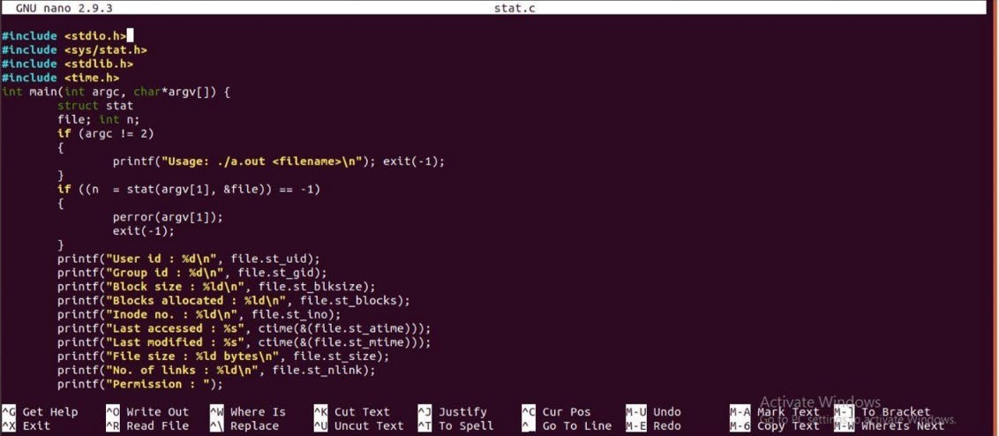 GNU nano 2.9.3 stat.c
#include <stdio.h>
#include <sys/stat.h>
#include <stdlib.h>
#include <time.h>
int main(int argc, char*argv[]) {
struct stat
file; int n;
if (argc != 2)
{
printf("Usage: ./a.out <filename>\n"); exit(-1);
}
if ((n = stat(argv[1], &file)) == -1)
{
perror(argv[1]);
exit(-1);
}
printf("User id : %d\n", file.st_uid);
printf("Group id : %d\n", file.st_gid);
printf("Block size : %ld\n", file.st_blksize);
printf("Blocks allocated : %ld\n", file.st_blocks);
printf("Inode no. : %ld\n", file.st_ino);
printf("Last accessed : %s", ctime(&(file.st_atime)));
printf("Last modified : %s", ctime(&(file.st_mtime)));
printf("File size : %ld bytes\n", file.st_size);
printf("No. of links : %ld\n", file.st_nlink);
printf("Permission : ");
Activate Windows
^G Get Help ^O Write Out ^W Where Is ^K Cut Text ^J Justify ^C Cur Pos M-U Undo M-A Mark Text M-] To Bracket
Go to PC settings to activate Windows.
^X Exit ^R Read File ^\ Replace ^U Uncut Text ^T To Spell ^_ Go To Line M-E Redo M-6 Copy Text M-W WhereIs Next